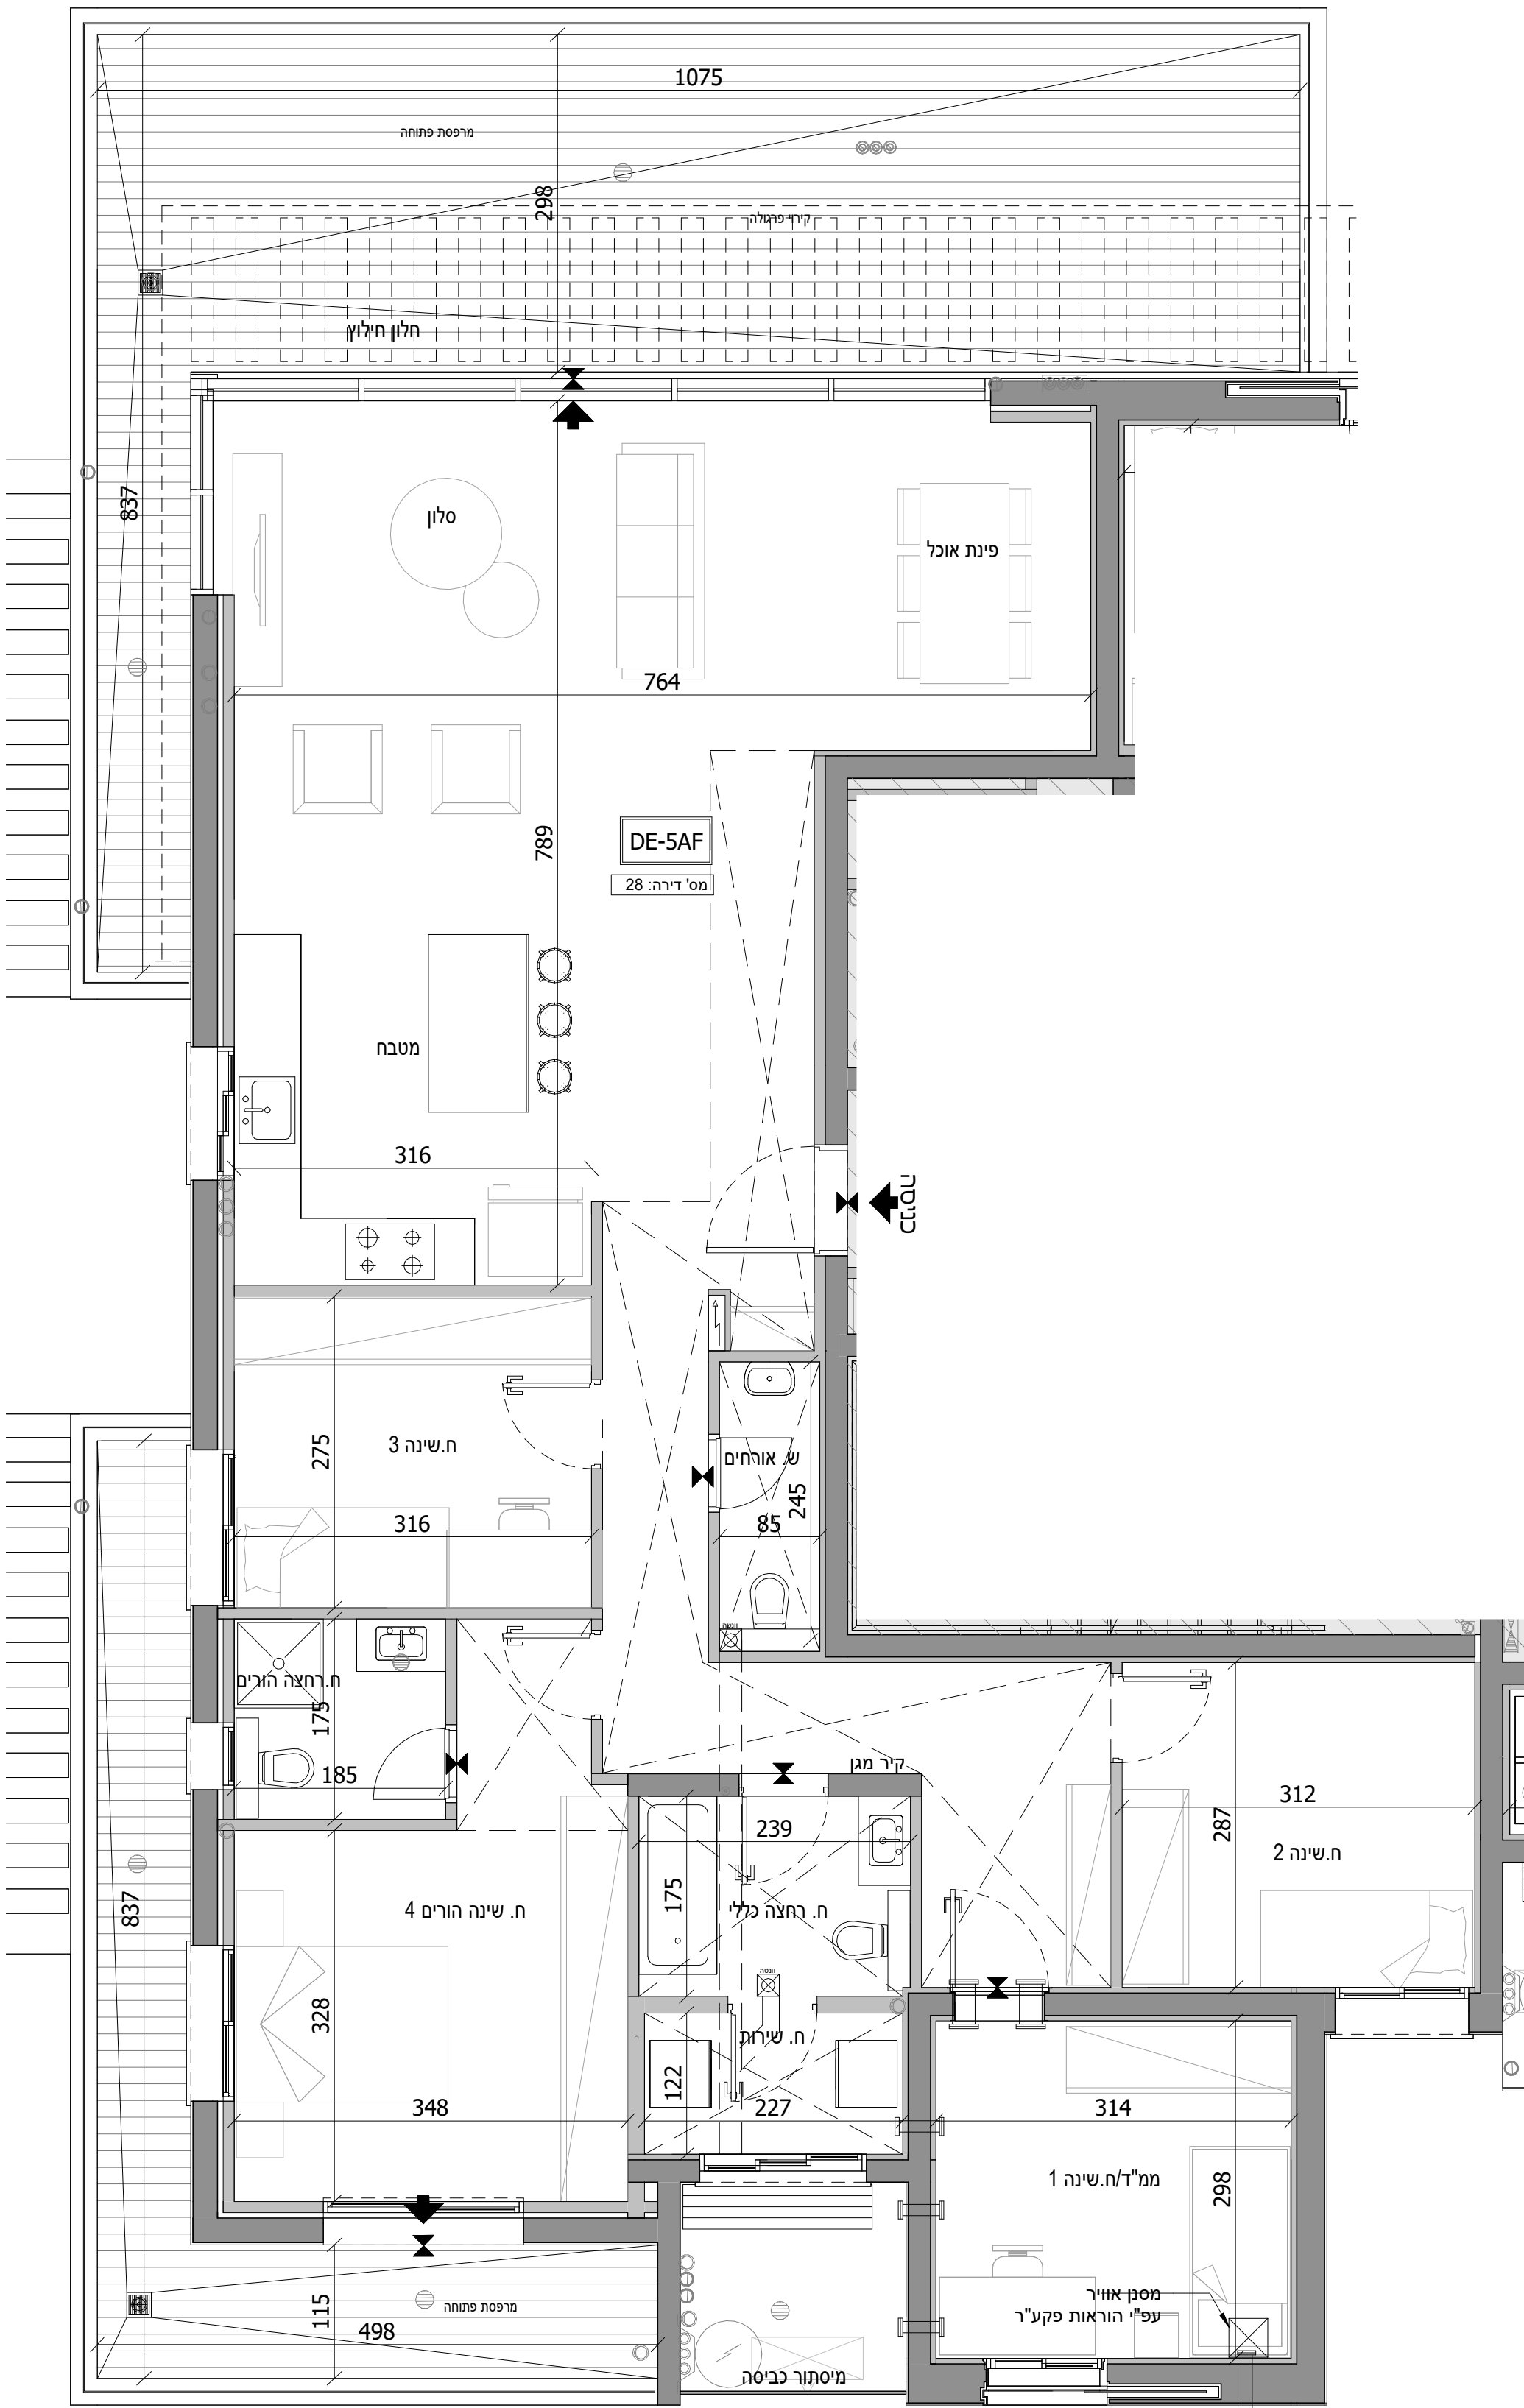 1075
מרפסת פתוחה
298
קירוי פרגולה
חלון חילוץ
837
סלון
פינת אוכל
764
789
DE-5AF
מס' דירה: 28
מטבח
316
כניסה
275
ח.שינה 3
316
ש. אורחים
245
85
וונטה
ח.רחצה הורים
175
185
קיר מגן
312
287
ח.שינה 2
239
175
ח. רחצה כללי
ח. שינה הורים 4
837
328
וונטה
ח. שירות
122
348
227
314
ממ"ד/ח.שינה 1
298
מסנן אוויר
עפ"י הוראות פקע"ר
115
מרפסת פתוחה
498
מיסתור כביסה